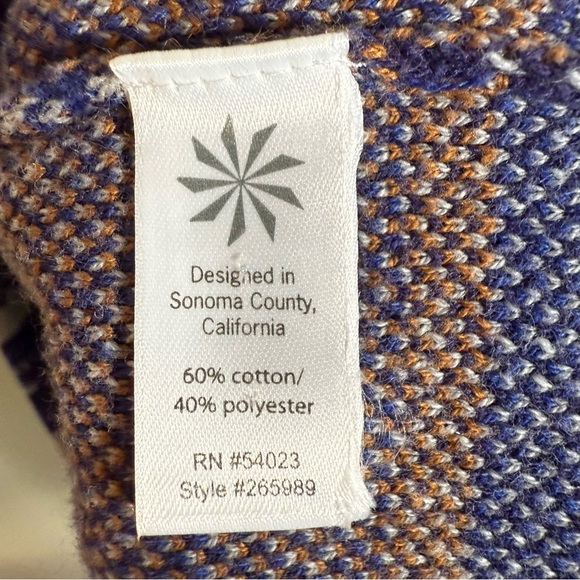 Designed in
Sonoma County,
California
60% cotton/
40% polyester
RN #54023
Style #265989